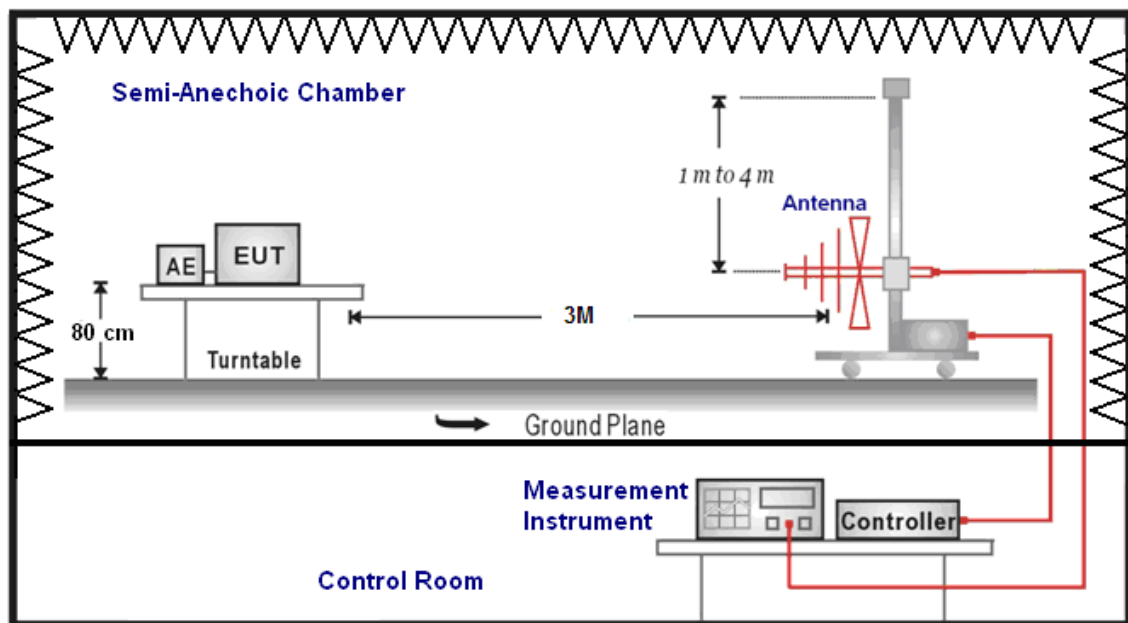 Semi-Anechoic Chamber
1 m to 4 m
Antenna
AE
EUT
80 cm
3M
Turntable
Ground Plane
Measurement
Instrument
Controller
Control Room